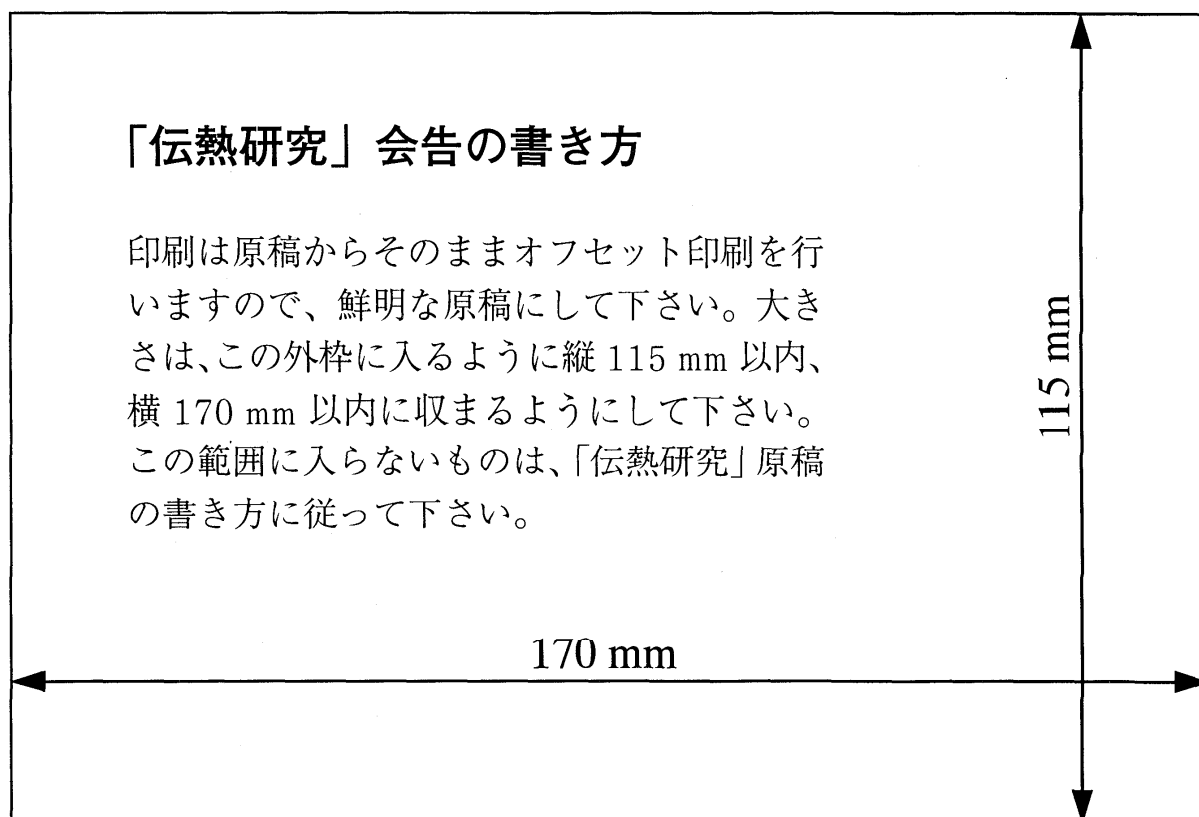 「伝熱研究」会告の書き方
印刷は原稿からそのままオフセット印刷を行
いますので、鮮明な原稿にして下さい。大き
さは、この外枠に入るように縦 115 mm 以内、
横 170 mm 以内に収まるようにして下さい。
この範囲に入らないものは、「伝熱研究」原稿
の書き方に従って下さい。
115 mm
170 mm